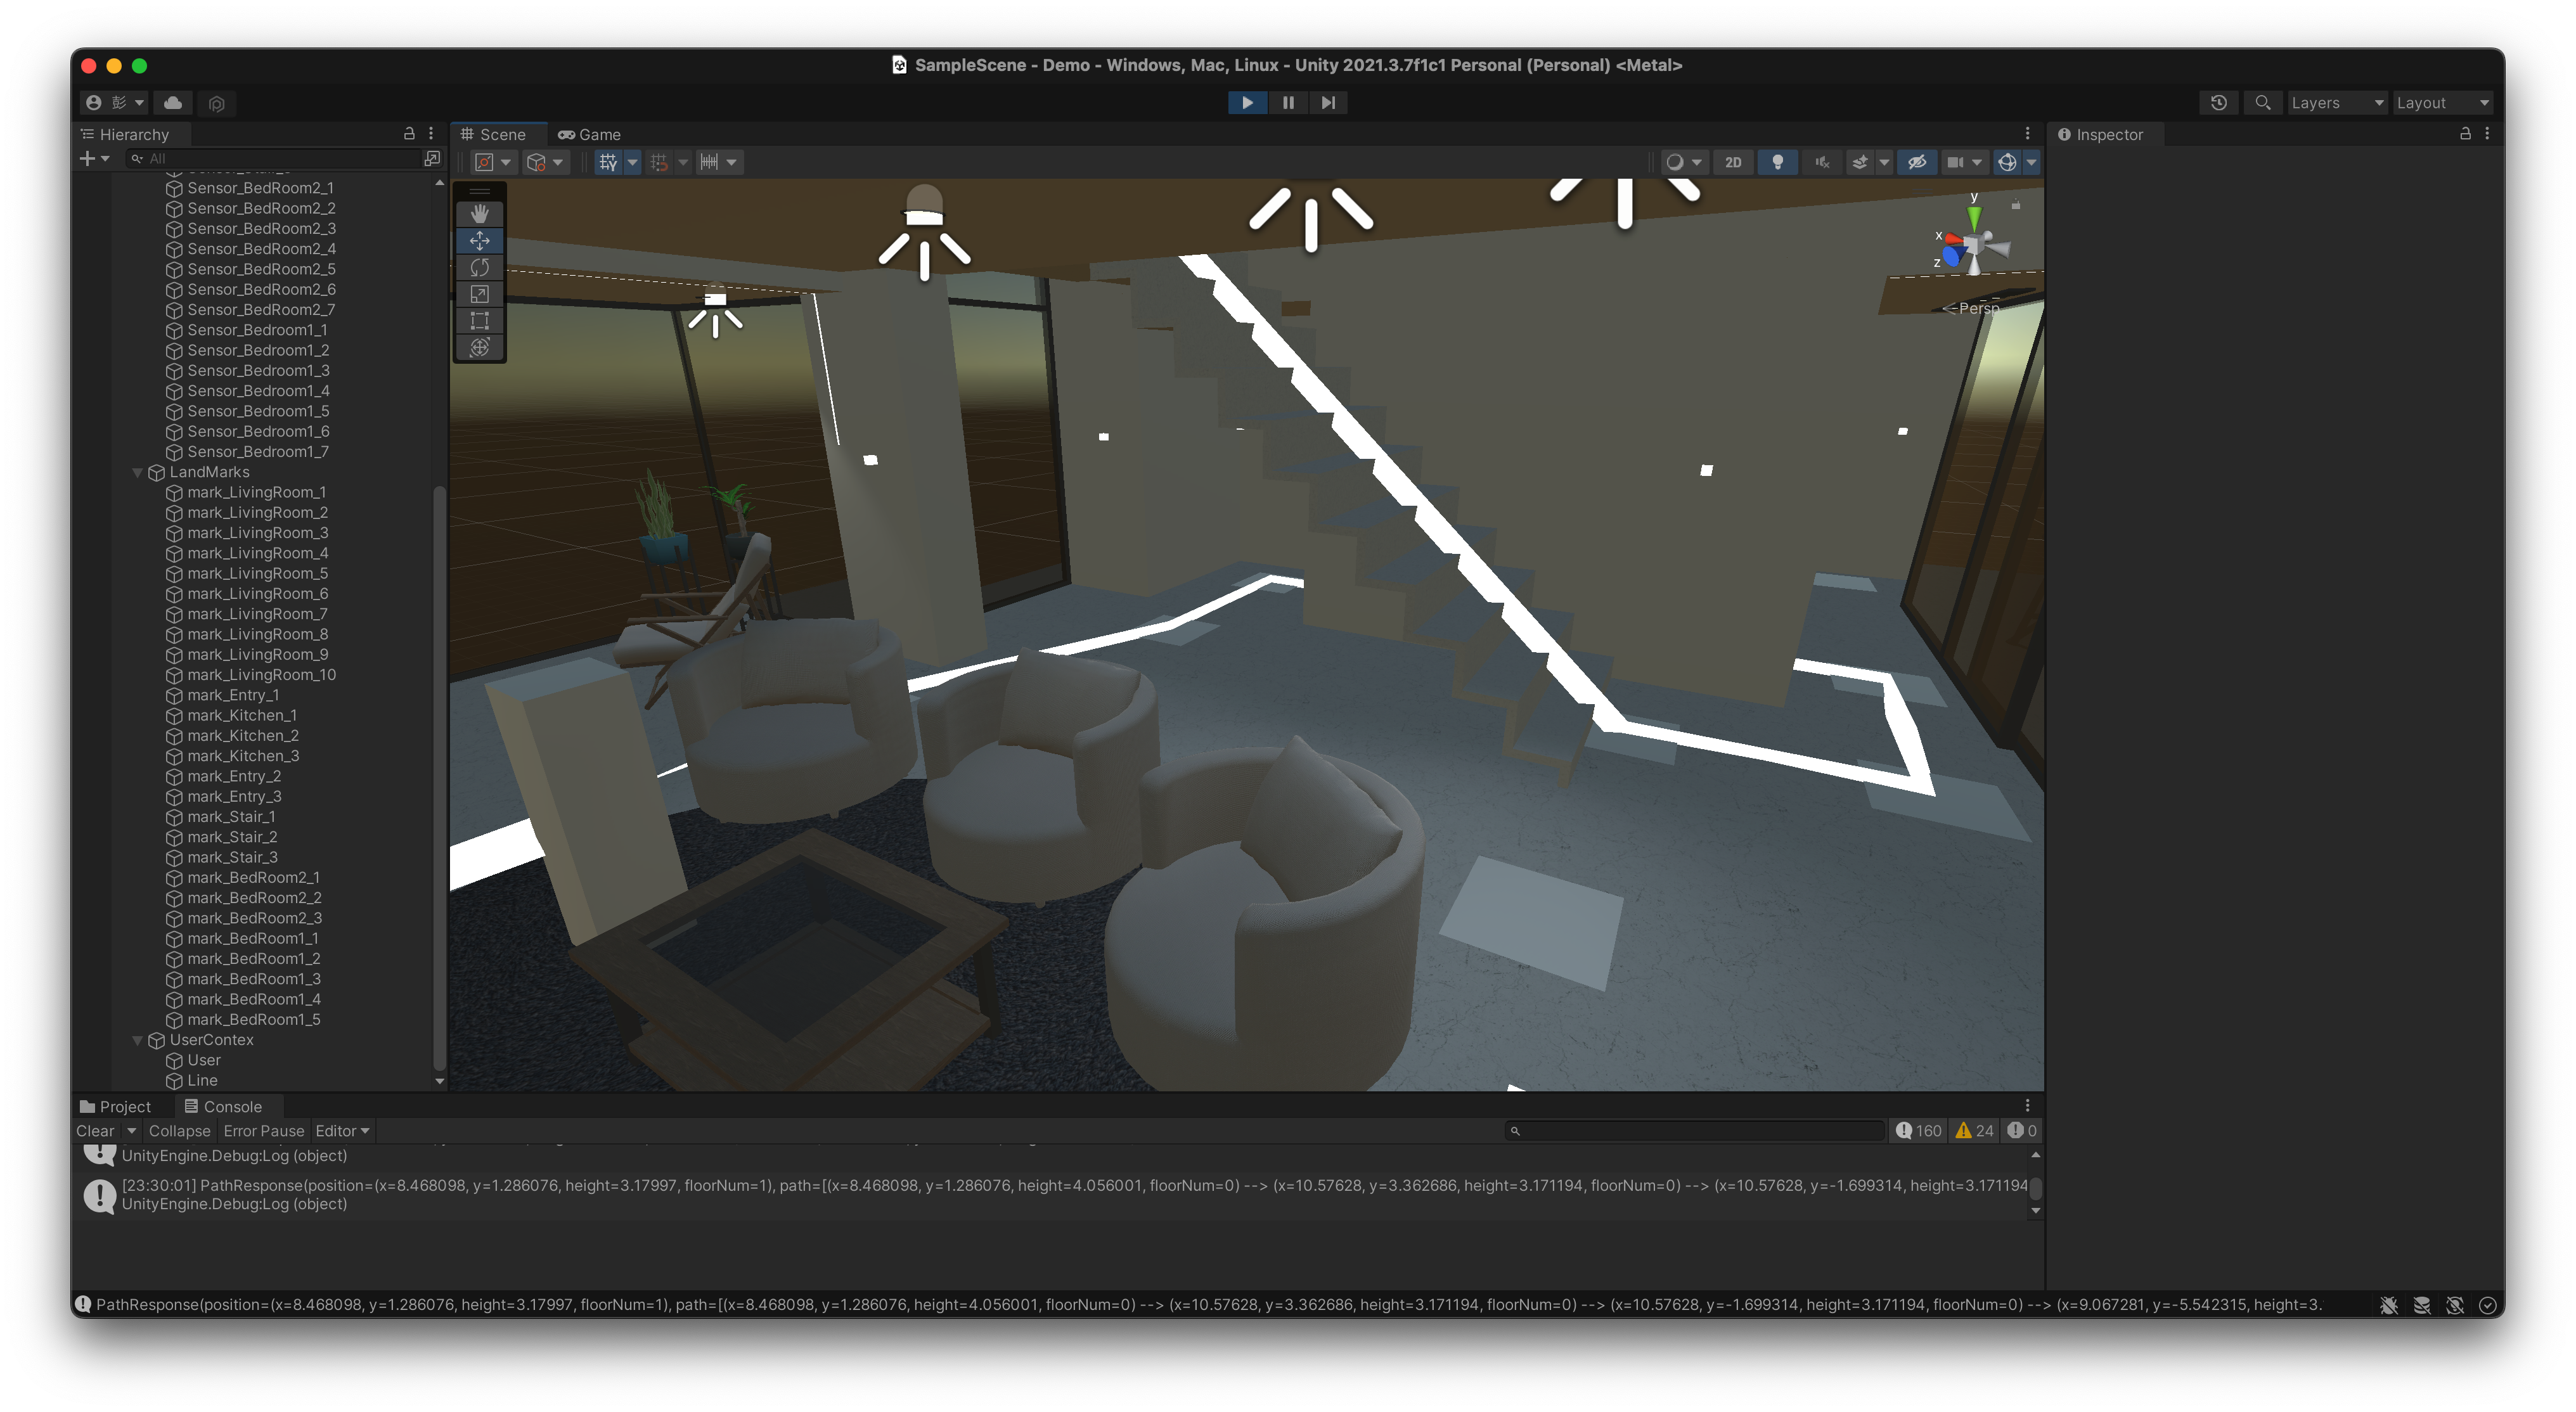 SampleScene - Demo - Windows, Mac, Linux - Unity 2021.3.7f1c1 Personal (Personal) <Metal>
彭
Layers
Layout
Hierarchy
Scene
Game
Inspector
All
2D
Sensor_BedRoom2_1
Sensor_BedRoom2_2
Sensor_BedRoom2_3
Sensor_BedRoom2_4
Sensor_BedRoom2_5
Sensor_BedRoom2_6
Sensor_BedRoom2_7
Sensor_Bedroom1_1
Sensor_Bedroom1_2
Sensor_Bedroom1_3
Sensor_Bedroom1_4
Sensor_Bedroom1_5
Sensor_Bedroom1_6
Sensor_Bedroom1_7
LandMarks
mark_LivingRoom_1
mark_LivingRoom_2
mark_LivingRoom_3
mark_LivingRoom_4
mark_LivingRoom_5
mark_LivingRoom_6
mark_LivingRoom_7
mark_LivingRoom_8
mark_LivingRoom_9
mark_LivingRoom_10
mark_Entry_1
mark_Kitchen_1
mark_Kitchen_2
mark_Kitchen_3
mark_Entry_2
mark_Entry_3
mark_Stair_1
mark_Stair_2
mark_Stair_3
mark_BedRoom2_1
mark_BedRoom2_2
mark_BedRoom2_3
mark_BedRoom1_1
mark_BedRoom1_2
mark_BedRoom1_3
mark_BedRoom1_4
mark_BedRoom1_5
UserContex
User
Line
y
x
z
Persp
Project
Console
Clear
Collapse
Error Pause
Editor
160
24
0
UnityEngine.Debug:Log (object)
[23:30:01] PathResponse(position=(x=8.468098, y=1.286076, height=3.17997, floorNum=1), path=[(x=8.468098, y=1.286076, height=4.056001, floorNum=0) --> (x=10.57628, y=3.362686, height=3.171194, floorNum=0) --> (x=10.57628, y=-1.699314, height=3.171194
UnityEngine.Debug:Log (object)
PathResponse(position=(x=8.468098, y=1.286076, height=3.17997, floorNum=1), path=[(x=8.468098, y=1.286076, height=4.056001, floorNum=0) --> (x=10.57628, y=3.362686, height=3.171194, floorNum=0) --> (x=10.57628, y=-1.699314, height=3.171194, floorNum=0) --> (x=9.067281, y=-5.542315, height=3.